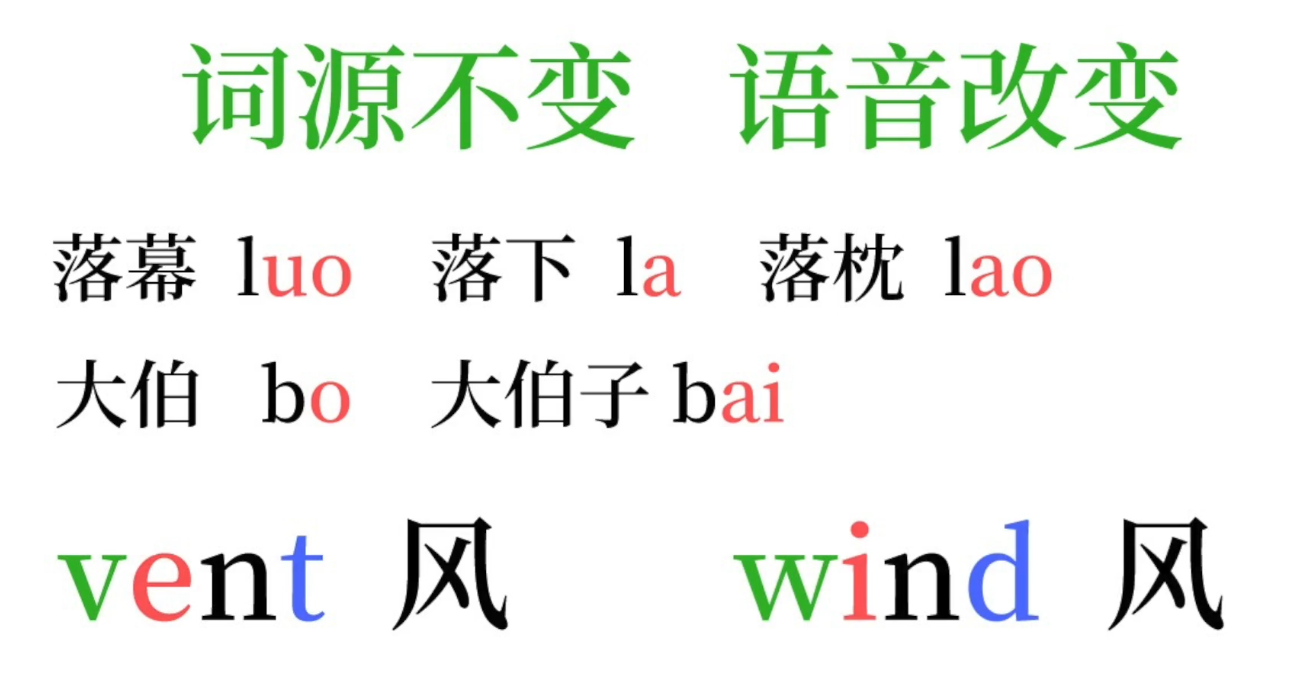 词源不变 语音改变
落幕 luo 落下 la 落枕 lao
大伯 bo 大伯子 bai
vent 风 wind 风